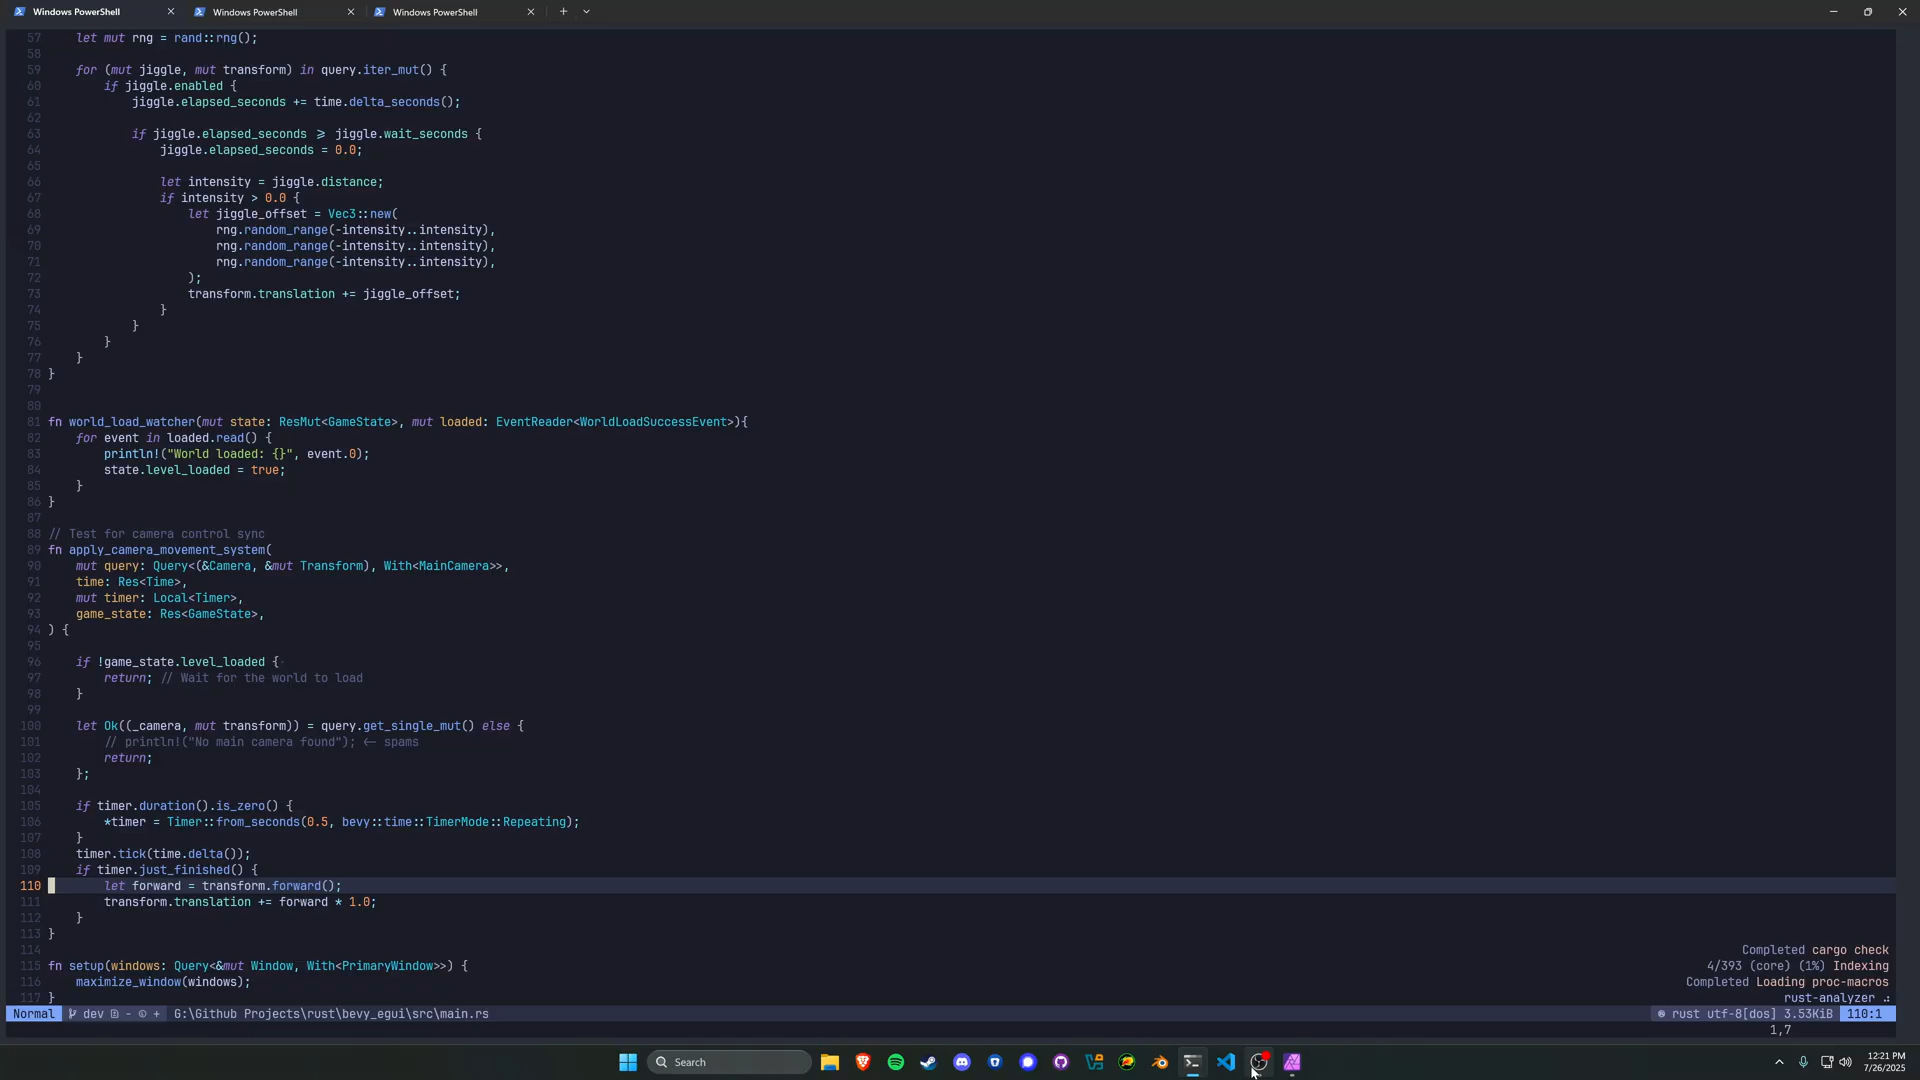 Windows PowerShell
Windows PowerShell
Windows PowerShell
57 let mut rng = rand::rng();
58
59 for (mut jiggle, mut transform) in query.iter_mut() {
60 if jiggle.enabled {
61 jiggle.elapsed_seconds += time.delta_seconds();
62
63 if jiggle.elapsed_seconds ⩾ jiggle.wait_seconds {
64 jiggle.elapsed_seconds = 0.0;
65
66 let intensity = jiggle.distance;
67 if intensity > 0.0 {
68 let jiggle_offset = Vec3::new(
69 rng.random_range(-intensity..intensity),
70 rng.random_range(-intensity..intensity),
71 rng.random_range(-intensity..intensity),
72 );
73 transform.translation += jiggle_offset;
74 }
75 }
76 }
77 }
78 }
79
80
81 fn world_load_watcher(mut state: ResMut<GameState>, mut loaded: EventReader<WorldLoadSuccessEvent>){
82 for event in loaded.read() {
83 println!("World loaded: {}", event.0);
84 state.level_loaded = true;
85 }
86 }
87
88 // Test for camera control sync
89 fn apply_camera_movement_system(
90 mut query: Query<(&Camera, &mut Transform), With<MainCamera>>,
91 time: Res<Time>,
92 mut timer: Local<Timer>,
93 game_state: Res<GameState>,
94 ) {
95
96 if !game_state.level_loaded {
97 return; // Wait for the world to load
98 }
99
100 let Ok((_camera, mut transform)) = query.get_single_mut() else {
101 // println!("No main camera found"); <-- spams
102 return;
103 };
104
105 if timer.duration().is_zero() {
106 *timer = Timer::from_seconds(0.5, bevy::time::TimerMode::Repeating);
107 }
108 timer.tick(time.delta());
109 if timer.just_finished() {
110 let forward = transform.forward();
111 transform.translation += forward * 1.0;
112 }
113 }
114
115 fn setup(windows: Query<&mut Window, With<PrimaryWindow>>) {
116 maximize_window(windows);
117 }
Completed cargo check
4/393 (core) (1%) Indexing
Completed Loading proc-macros
rust-analyzer
Normal dev - + G:\Github Projects\rust\bevy_egui\src\main.rs rust utf-8[dos] 3.53KiB 110:1
1,7
Search
12:21 PM
7/26/2025